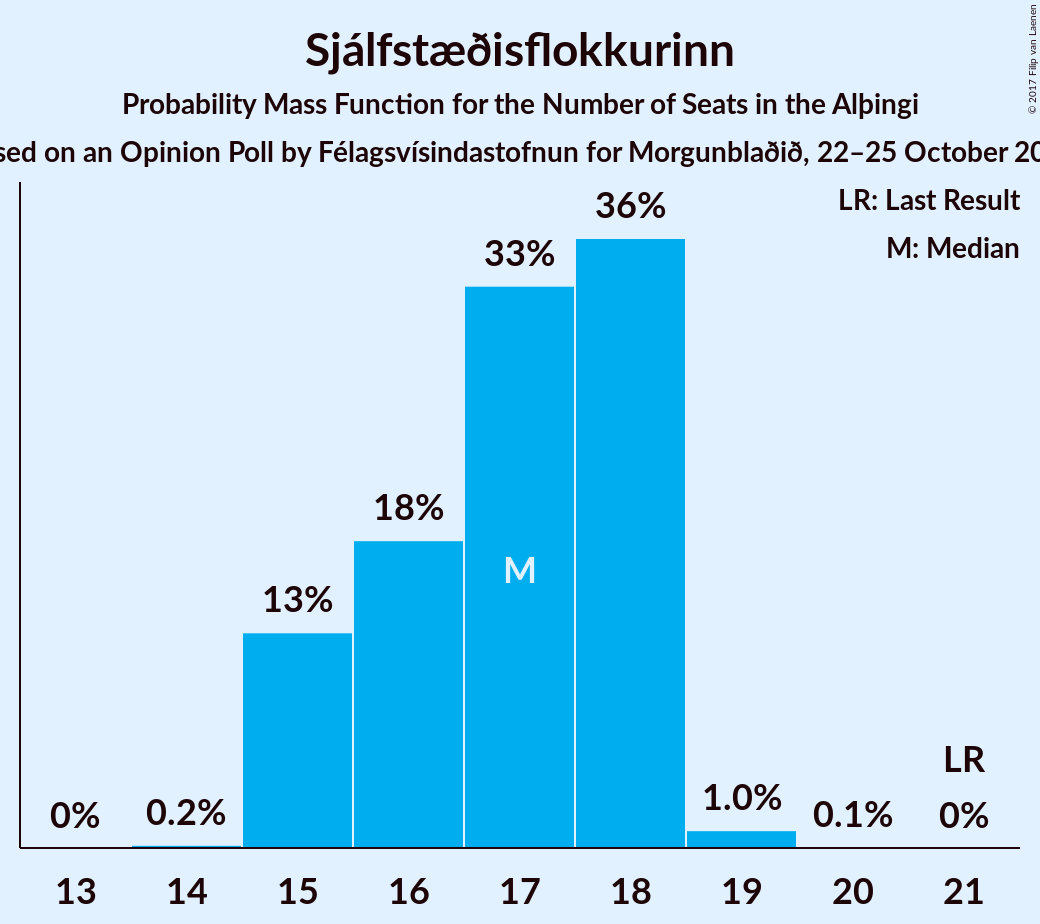 Sjálfstæðisflokkurinn
Probability Mass Function for the Number of Seats in the Alþingi
on an Opinion Poll by Félagsvísindastofnun for Morgunblaðið, 22–25 October
LR: Last Result
M: Median
0% 0.2% 13% 18% 33% 36% 1.0% 0.1% 0%
M
LR
13 14 15 16 17 18 19 20 21
© 2017 Filip van Laenen